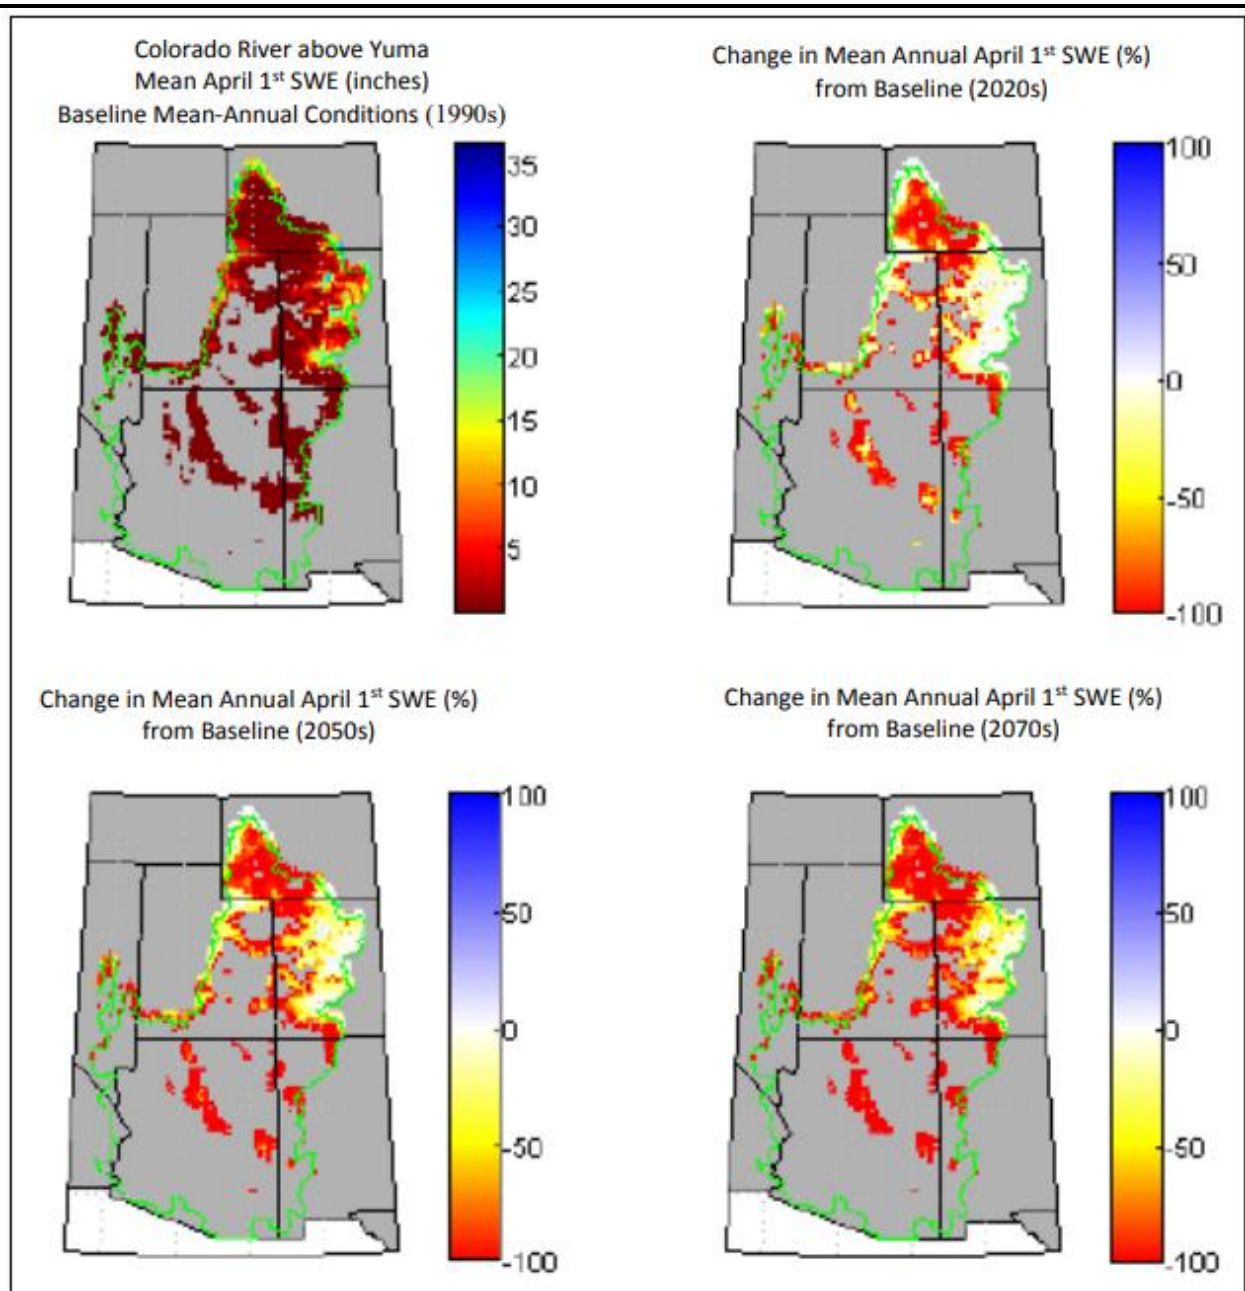 Colorado River above Yuma
Mean April 1st SWE (inches)
Baseline Mean-Annual Conditions (1990s)
35
30
25
20
15
10
5
Change in Mean Annual April 1st SWE (%)
from Baseline (2020s)
100
50
0
-50
-100
Change in Mean Annual April 1st SWE (%)
from Baseline (2050s)
100
50
0
-50
-100
Change in Mean Annual April 1st SWE (%)
from Baseline (2070s)
100
50
0
-50
-100